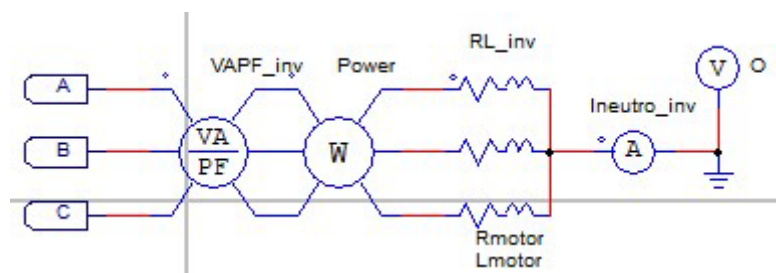 VAPF_inv
Power
RL_inv
V
O
A
Ineutro_inv
B
VA
PF
W
A
C
Rmotor
Lmotor